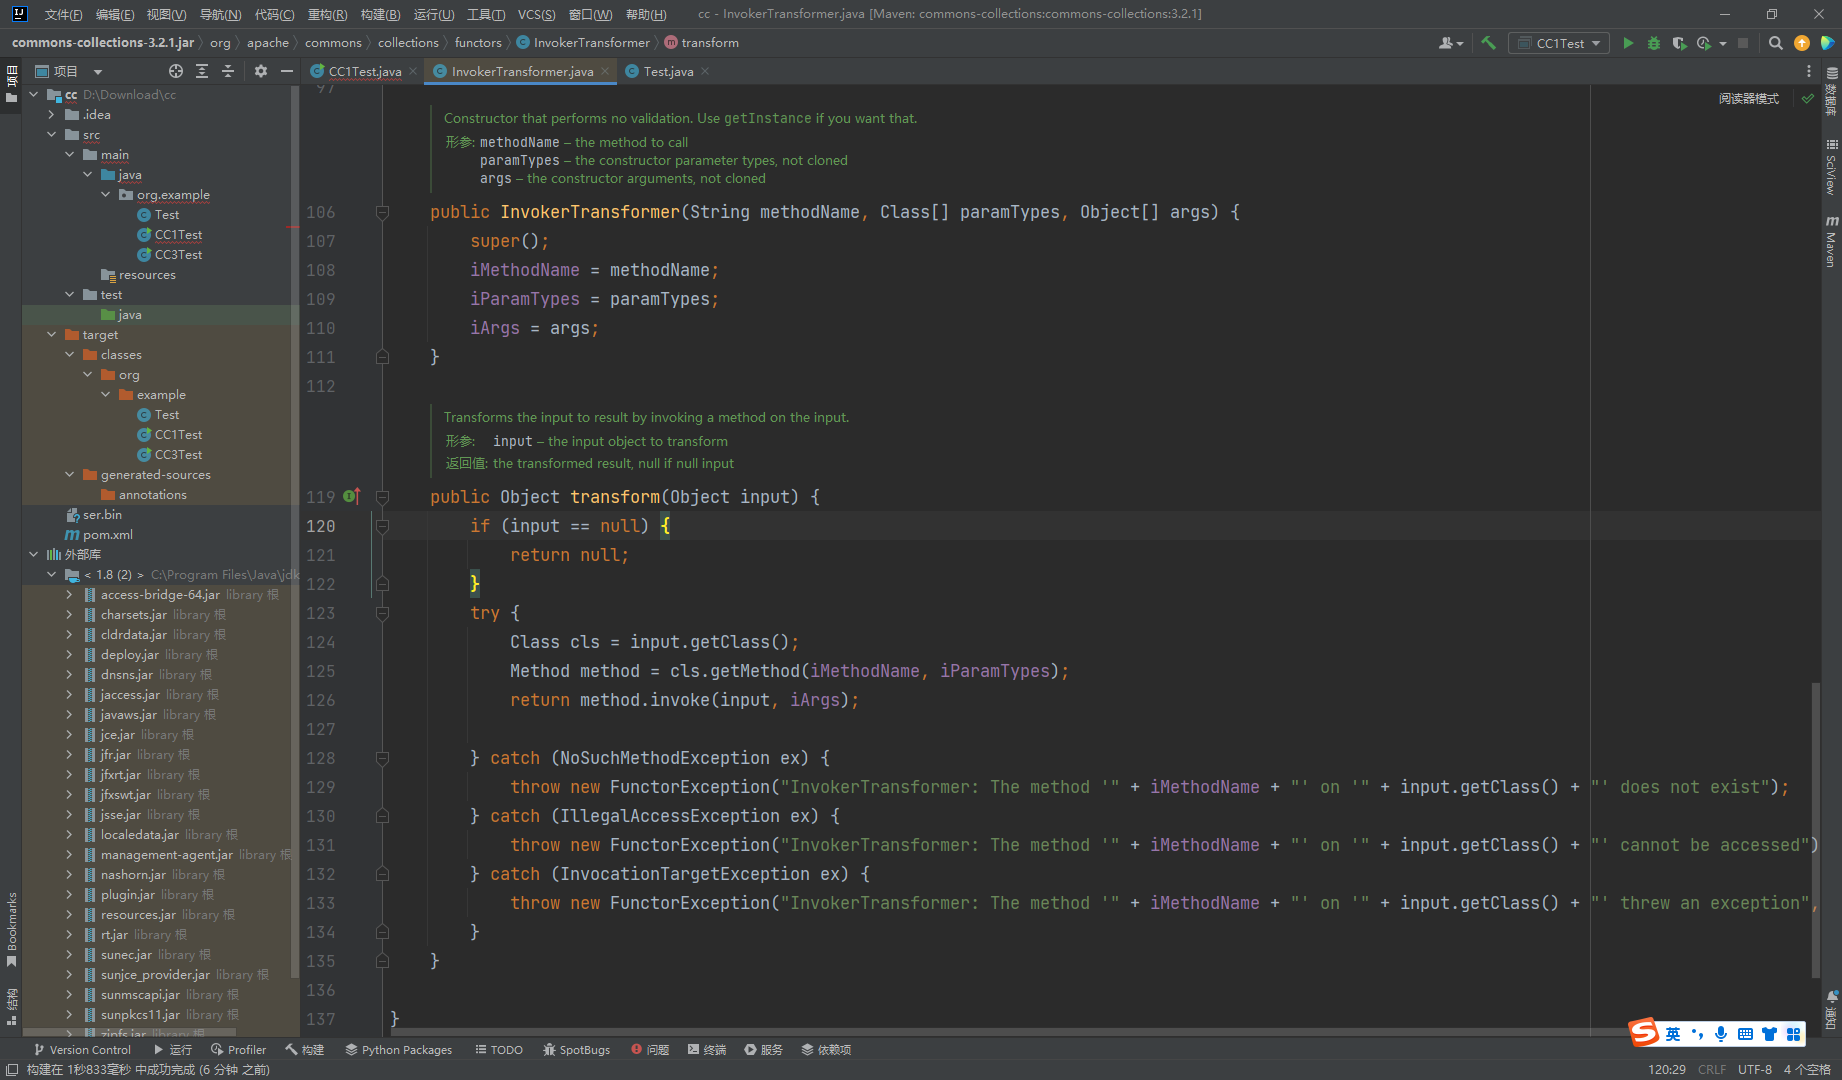 文件(F) 编辑(E) 视图(V) 导航(N) 代码(C) 重构(R) 构建(B) 运行(U) 工具(T) VCS(S) 窗口(W) 帮助(H) cc - InvokerTransformer.java [Maven: commons-collections:commons-collections:3.2.1]
commons-collections-3.2.1.jar org apache commons collections functors InvokerTransformer transform CC1Test
项目 CC1Test.java InvokerTransformer.java Test.java
项目
cc D:\Download\cc
.idea
src
main
java
org.example
Test
CC1Test
CC3Test
resources
test
java
target
classes
org
example
Test
CC1Test
CC3Test
generated-sources
annotations
ser.bin
pom.xml
外部库
< 1.8 (2) > C:\Program Files\Java\jdk
access-bridge-64.jar library 根
charsets.jar library 根
cldrdata.jar library 根
deploy.jar library 根
dnsns.jar library 根
jaccess.jar library 根
javaws.jar library 根
jce.jar library 根
jfr.jar library 根
jfxrt.jar library 根
jfxswt.jar library 根
jsse.jar library 根
localedata.jar library 根
management-agent.jar library 根
nashorn.jar library 根
plugin.jar library 根
resources.jar library 根
rt.jar library 根
sunec.jar library 根
sunjce_provider.jar library 根
sunmscapi.jar library 根
sunpkcs11.jar library 根
zipfs.jar library 根
Bookmarks
结构
97
阅读器模式
Constructor that performs no validation. Use getInstance if you want that.
形参: methodName – the method to call
paramTypes – the constructor parameter types, not cloned
args – the constructor arguments, not cloned
106 public InvokerTransformer(String methodName, Class[] paramTypes, Object[] args) {
107 super();
108 iMethodName = methodName;
109 iParamTypes = paramTypes;
110 iArgs = args;
111 }
112
Transforms the input to result by invoking a method on the input.
形参: input – the input object to transform
返回值: the transformed result, null if null input
119 public Object transform(Object input) {
120 if (input == null) {
121 return null;
122 }
123 try {
124 Class cls = input.getClass();
125 Method method = cls.getMethod(iMethodName, iParamTypes);
126 return method.invoke(input, iArgs);
127
128 } catch (NoSuchMethodException ex) {
129 throw new FunctorException("InvokerTransformer: The method '" + iMethodName + "' on '" + input.getClass() + "' does not exist");
130 } catch (IllegalAccessException ex) {
131 throw new FunctorException("InvokerTransformer: The method '" + iMethodName + "' on '" + input.getClass() + "' cannot be accessed")
132 } catch (InvocationTargetException ex) {
133 throw new FunctorException("InvokerTransformer: The method '" + iMethodName + "' on '" + input.getClass() + "' threw an exception",
134 }
135 }
136
137 }
数据库
SciView
Maven
通知
英
Version Control 运行 Profiler 构建 Python Packages TODO SpotBugs 问题 终端 服务 依赖项
构建在 1秒833毫秒 中成功完成 (6 分钟 之前) 120:29 CRLF UTF-8 4 个空格